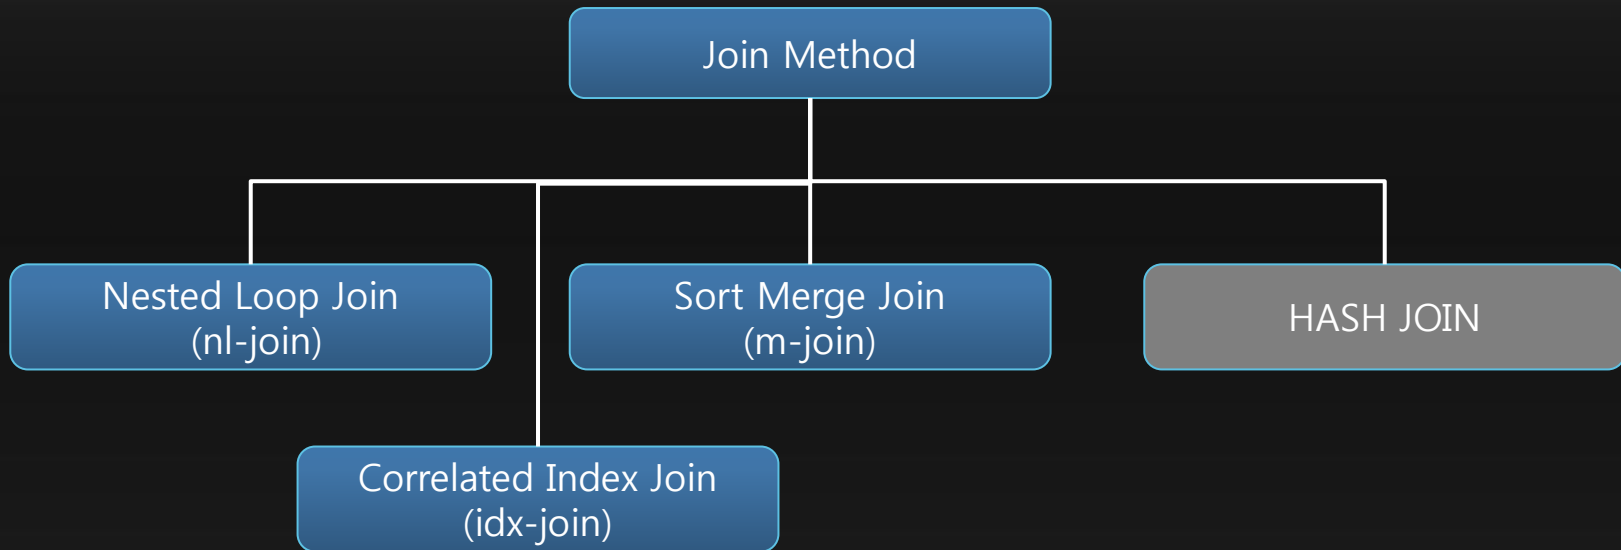 Join Method
Nested Loop Join
(nl-join)
Sort Merge Join
(m-join)
HASH JOIN
Correlated Index Join
(idx-join)